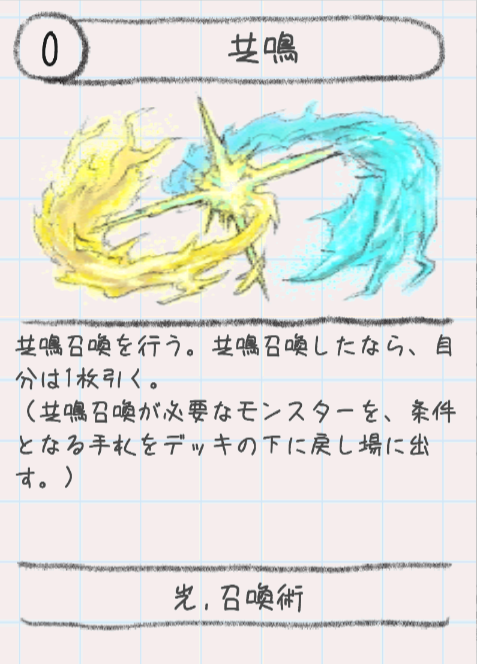 0
共鳴
共鳴召喚を行う。共鳴召喚したなら、自
分は1枚引く。
（共鳴召喚が必要なモンスターを、条件
となる手札をデッキの下に戻し場に出
す。）
光,召喚術